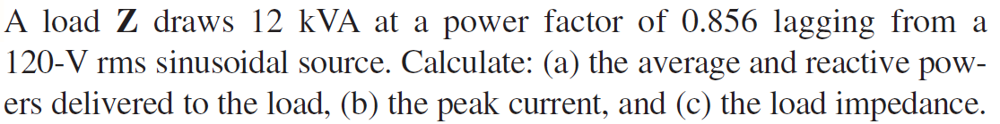 A load Z draws 12 kVA at a power factor of 0.856 lagging from a
120-V rms sinusoidal source. Calculate: (a) the average and reactive pow-
ers delivered to the load, (b) the peak current, and (c) the load impedance.